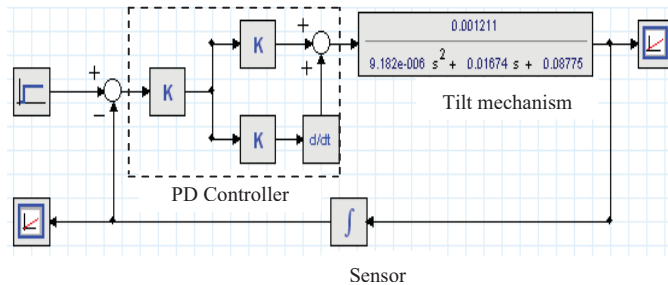 0.001211
9.182e-006 s2 + 0.01674 s + 0.08775
Tilt mechanism
+
+
+
−
K
K
K
d/dt
PD Controller
∫
Sensor